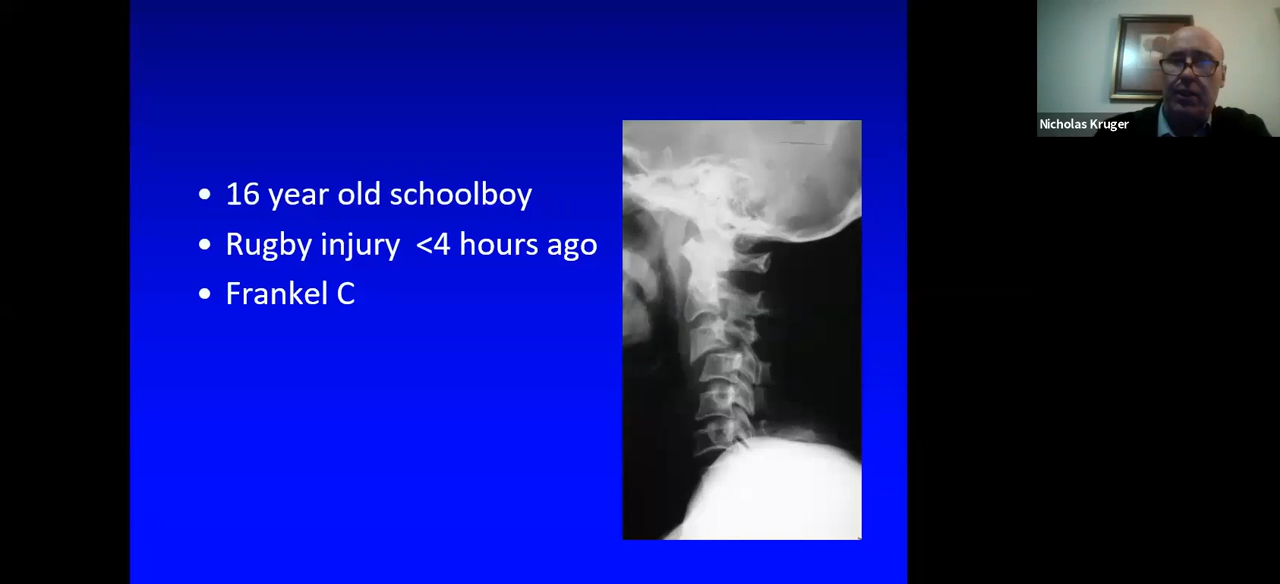 • 16 year old schoolboy
• Rugby injury <4 hours ago
• Frankel C
Nicholas Kruger